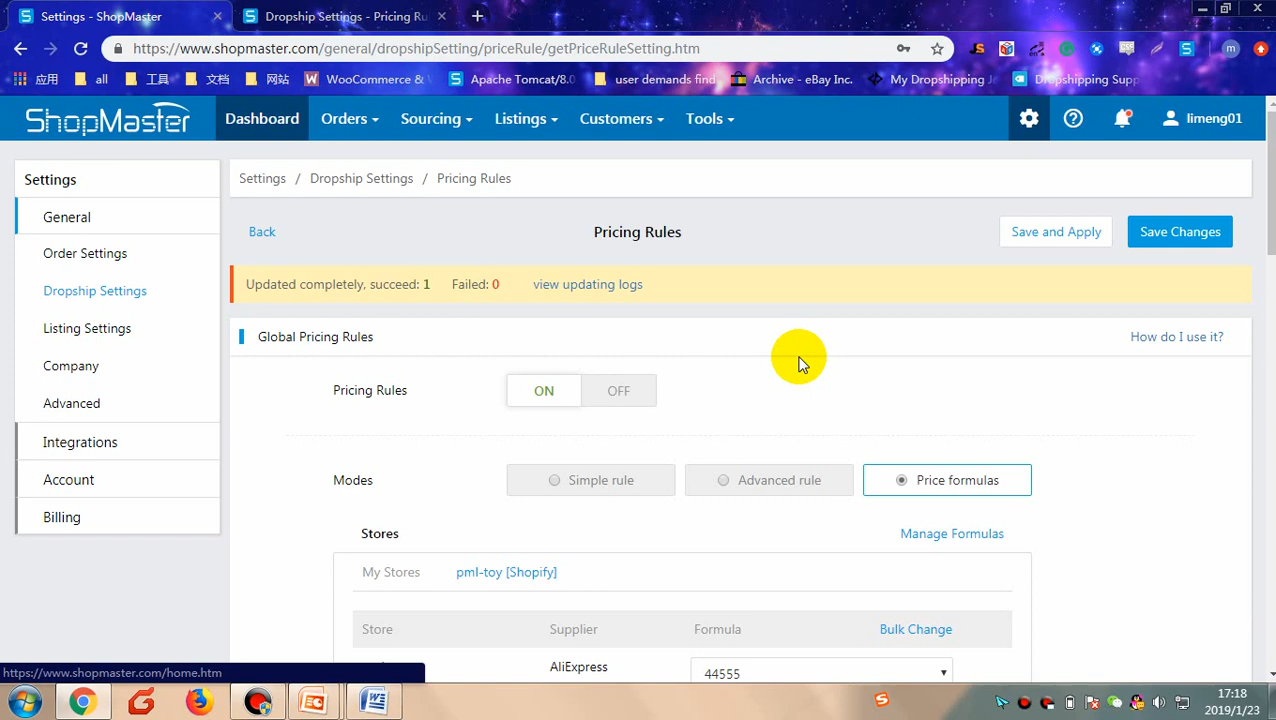 Settings - ShopMaster
Dropship Settings - Pricing Ru
https://www.shopmaster.com/general/dropshipSetting/priceRule/getPriceRuleSetting.htm
应用 all 工具 文档 网站 WooCommerce & Apache Tomcat/8.0 user demands find Archive - eBay Inc. My Dropshipping Jo Dropshipping Supp
ShopMaster Dashboard Orders Sourcing Listings Customers Tools limeng01
Settings
General
Order Settings
Dropship Settings
Listing Settings
Company
Advanced
Integrations
Account
Billing
Settings / Dropship Settings / Pricing Rules
Back Pricing Rules Save and Apply Save Changes
Updated completely, succeed: 1 Failed: 0 view updating logs
Global Pricing Rules How do I use it?
Pricing Rules ON OFF
Modes Simple rule Advanced rule Price formulas
Stores Manage Formulas
My Stores pml-toy [Shopify]
Store Supplier Formula Bulk Change
AliExpress 44555
https://www.shopmaster.com/home.htm
17:18
2019/1/23